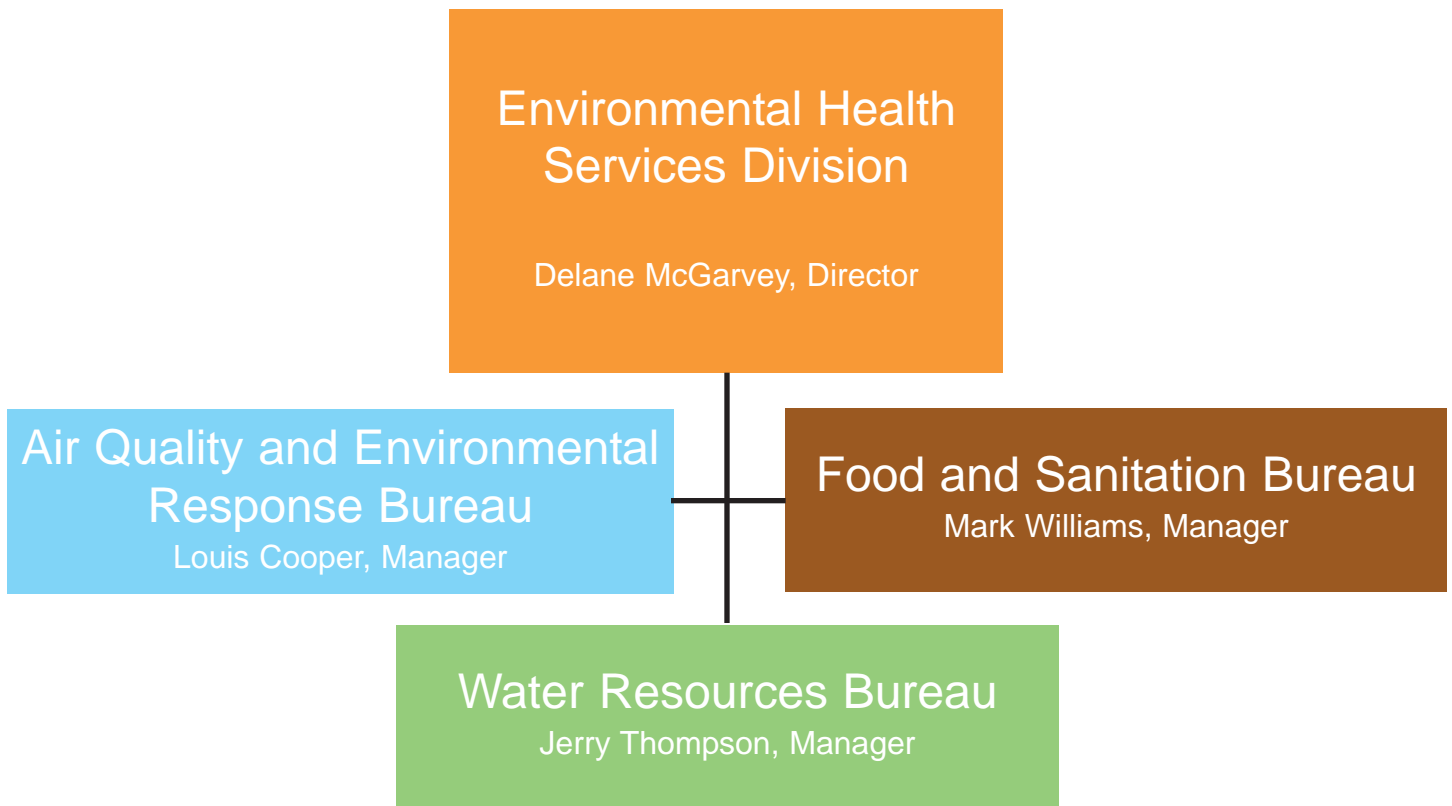 Environmental Health
Services Division
Delane McGarvey, Director
Air Quality and Environmental
Response Bureau
Louis Cooper, Manager
Food and Sanitation Bureau
Mark Williams, Manager
Water Resources Bureau
Jerry Thompson, Manager